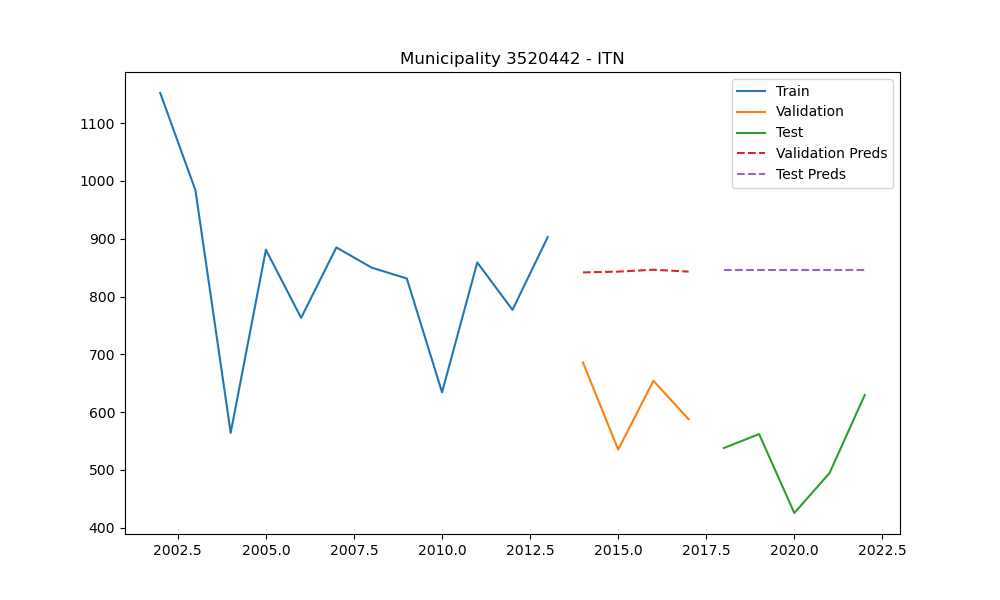 Municipality 3520442 - ITN
Train
Validation
Test
Validation Preds
Test Preds
1100
1000
900
800
700
600
500
400
2002.5 2005.0 2007.5 2010.0 2012.5 2015.0 2017.5 2020.0 2022.5